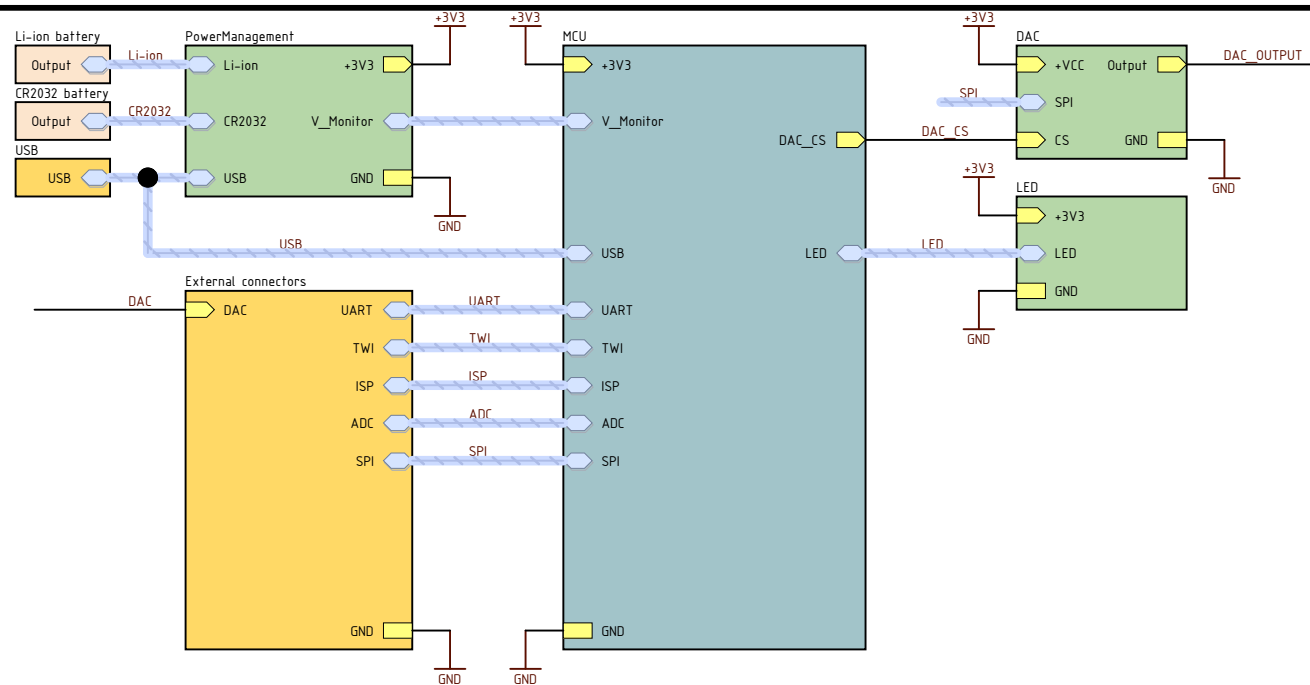 +3V3
+3V3
+3V3
Li-ion battery
PowerManagement
MCU
DAC
Output
Li-ion
Li-ion
+3V3
+3V3
+VCC
Output
DAC_OUTPUT
CR2032 battery
SPI
SPI
Output
CR2032
CR2032
V_Monitor
V_Monitor
DAC_CS
DAC_CS
CS
GND
USB
+3V3
USB
USB
GND
LED
GND
GND
+3V3
USB
USB
LED
LED
LED
External connectors
GND
DAC
DAC
UART
UART
UART
GND
TWI
TWI
TWI
ISP
ISP
ISP
ADC
ADC
ADC
SPI
SPI
SPI
GND
GND
GND
GND